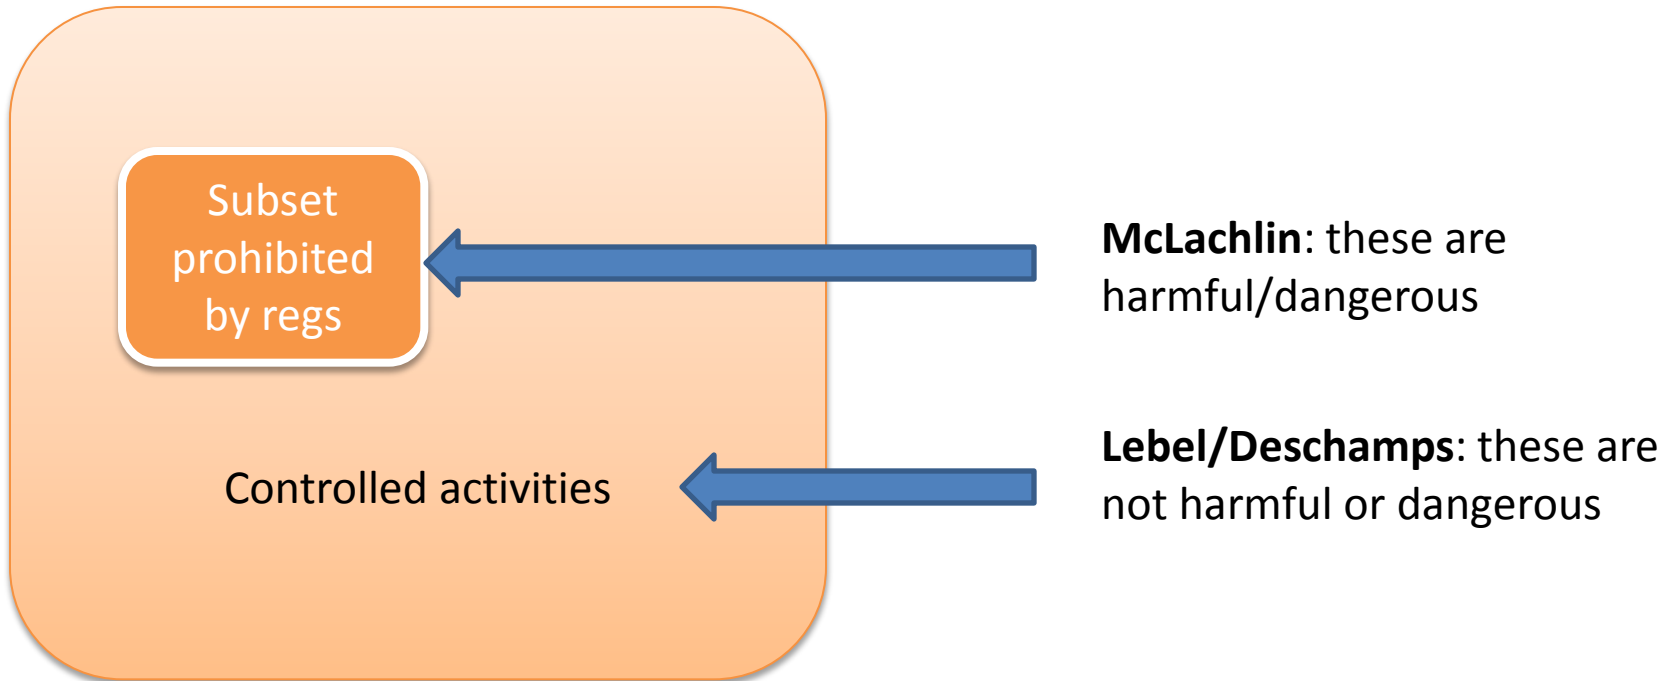 Subset
prohibited
by regs
McLachlin: these are
harmful/dangerous
Lebel/Deschamps: these are
not harmful or dangerous
Controlled activities